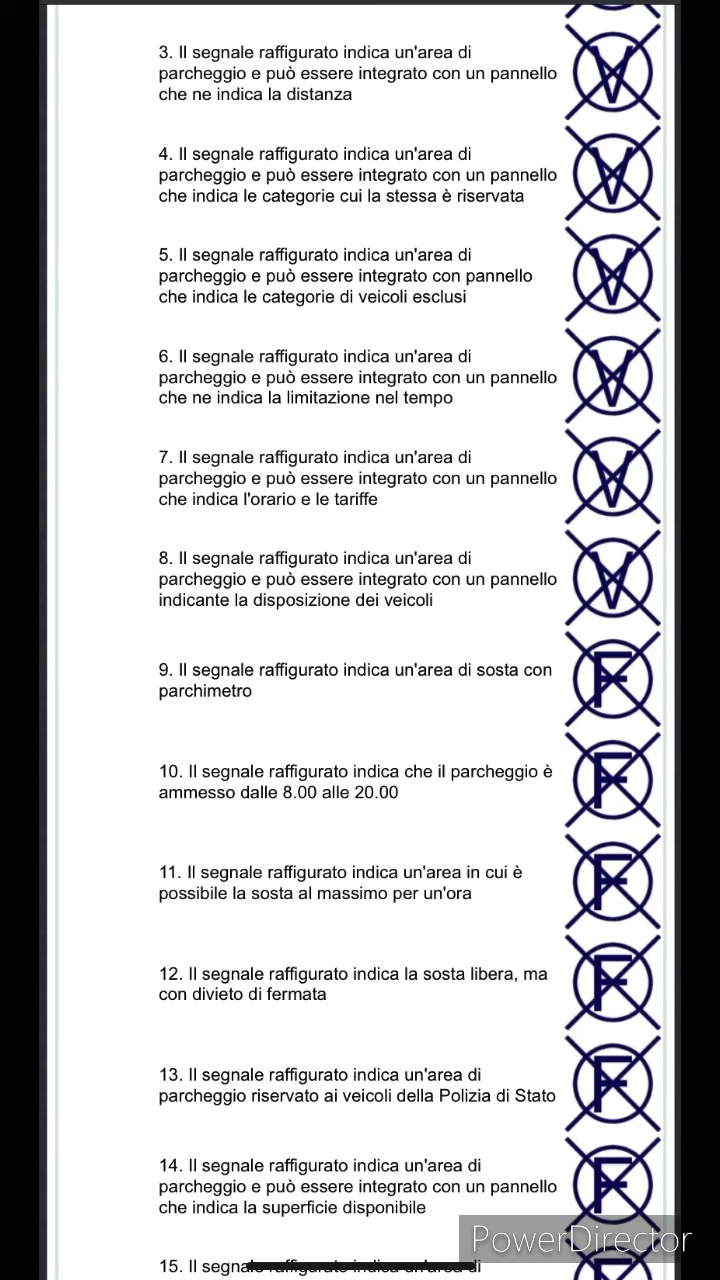 3. Il segnale raffigurato indica un'area di
parcheggio e può essere integrato con un pannello
che ne indica la distanza
V
4. Il segnale raffigurato indica un'area di
parcheggio e può essere integrato con un pannello
che indica le categorie cui la stessa è riservata
V
5. Il segnale raffigurato indica un'area di
parcheggio e può essere integrato con pannello
che indica le categorie di veicoli esclusi
V
6. Il segnale raffigurato indica un'area di
parcheggio e può essere integrato con un pannello
che ne indica la limitazione nel tempo
V
7. Il segnale raffigurato indica un'area di
parcheggio e può essere integrato con un pannello
che indica l'orario e le tariffe
V
8. Il segnale raffigurato indica un'area di
parcheggio e può essere integrato con un pannello
indicante la disposizione dei veicoli
V
9. Il segnale raffigurato indica un'area di sosta con
parchimetro
F
10. Il segnale raffigurato indica che il parcheggio è
ammesso dalle 8.00 alle 20.00
F
11. Il segnale raffigurato indica un'area in cui è
possibile la sosta al massimo per un'ora
F
12. Il segnale raffigurato indica la sosta libera, ma
con divieto di fermata
F
13. Il segnale raffigurato indica un'area di
parcheggio riservato ai veicoli della Polizia di Stato
F
14. Il segnale raffigurato indica un'area di
parcheggio e può essere integrato con un pannello
che indica la superficie disponibile
F
PowerDirector
15. Il segnale raffigurato indica un'area di
F